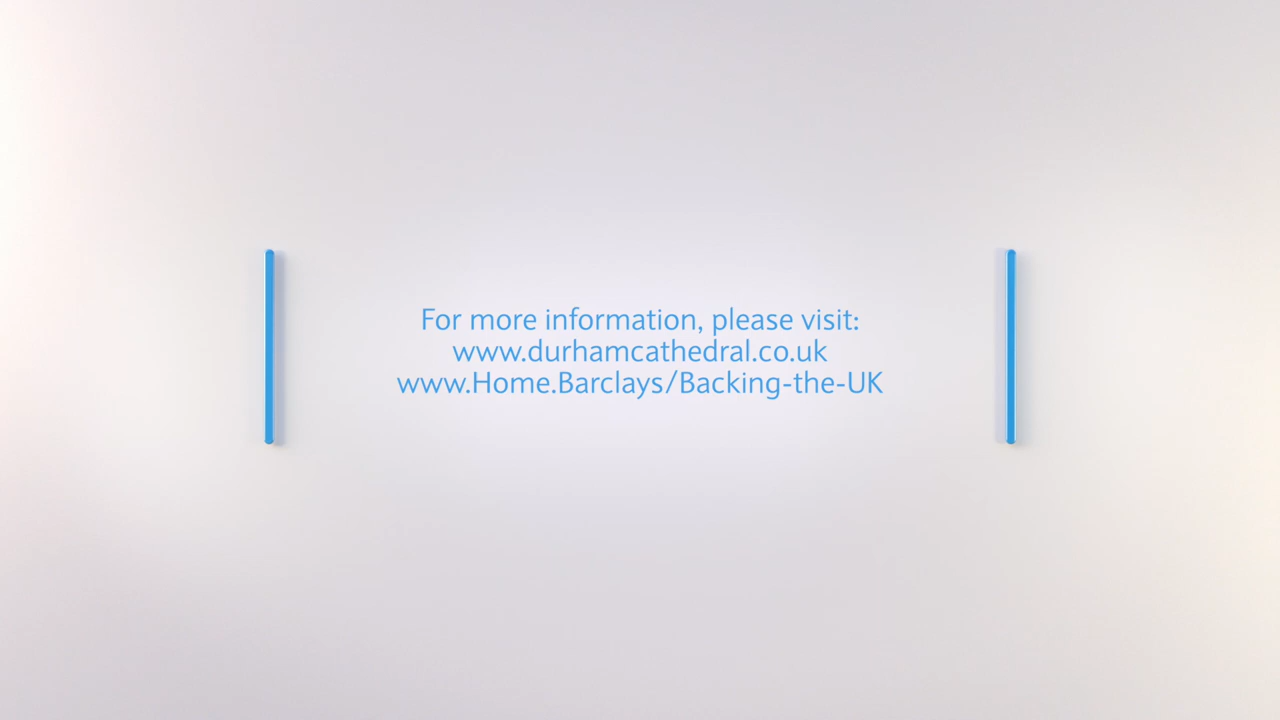 For more information, please visit:
www.durhamcathedral.co.uk
www.Home.Barclays/Backing-the-UK